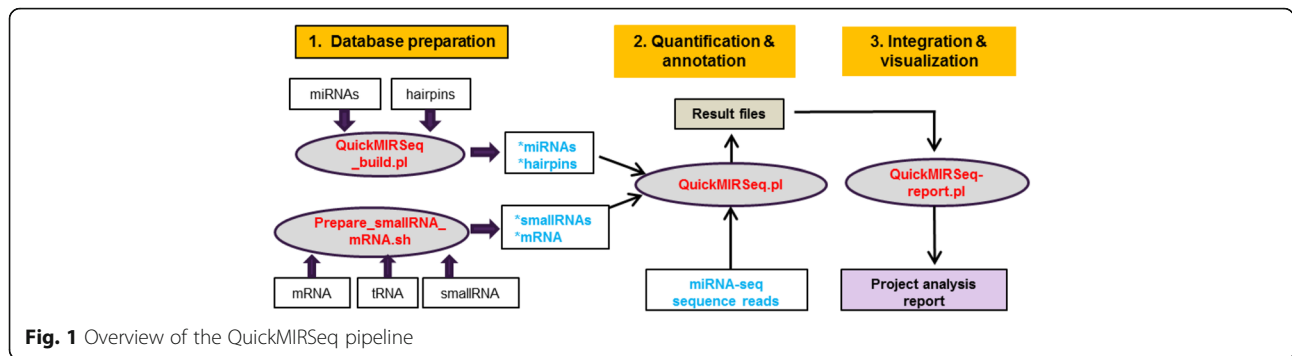 1. Database preparation
2. Quantification &
annotation
3. Integration &
visualization
miRNAs
hairpins
QuickMIRSeq
_build.pl
*miRNAs
*hairpins
Prepare_smallRNA_
mRNA.sh
*smallRNAs
*mRNA
mRNA
tRNA
smallRNA
Result files
QuickMIRSeq.pl
miRNA-seq
sequence reads
QuickMIRSeq-
report.pl
Project analysis
report
Fig. 1 Overview of the QuickMIRSeq pipeline